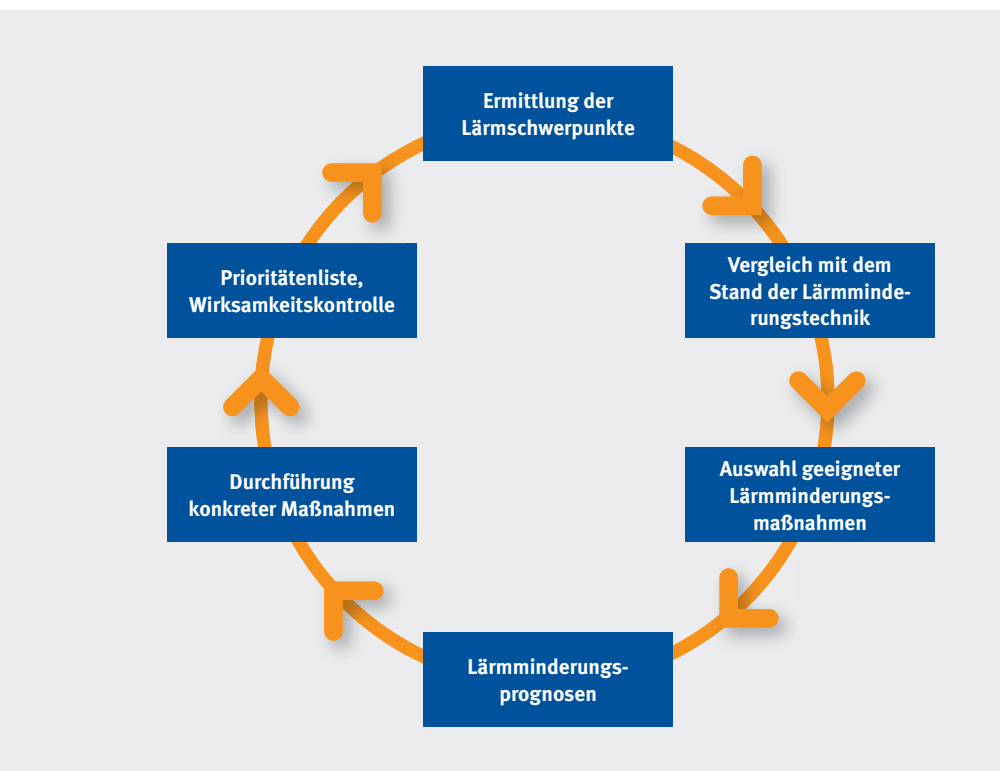 Ermittlung der
Lärmschwerpunkte
Vergleich mit dem
Stand der Lärmminde-
rungstechnik
Auswahl geeigneter
Lärmminderungs-
maßnahmen
Lärmminderungs-
prognosen
Durchführung
konkreter Maßnahmen
Prioritätenliste,
Wirksamkeitskontrolle